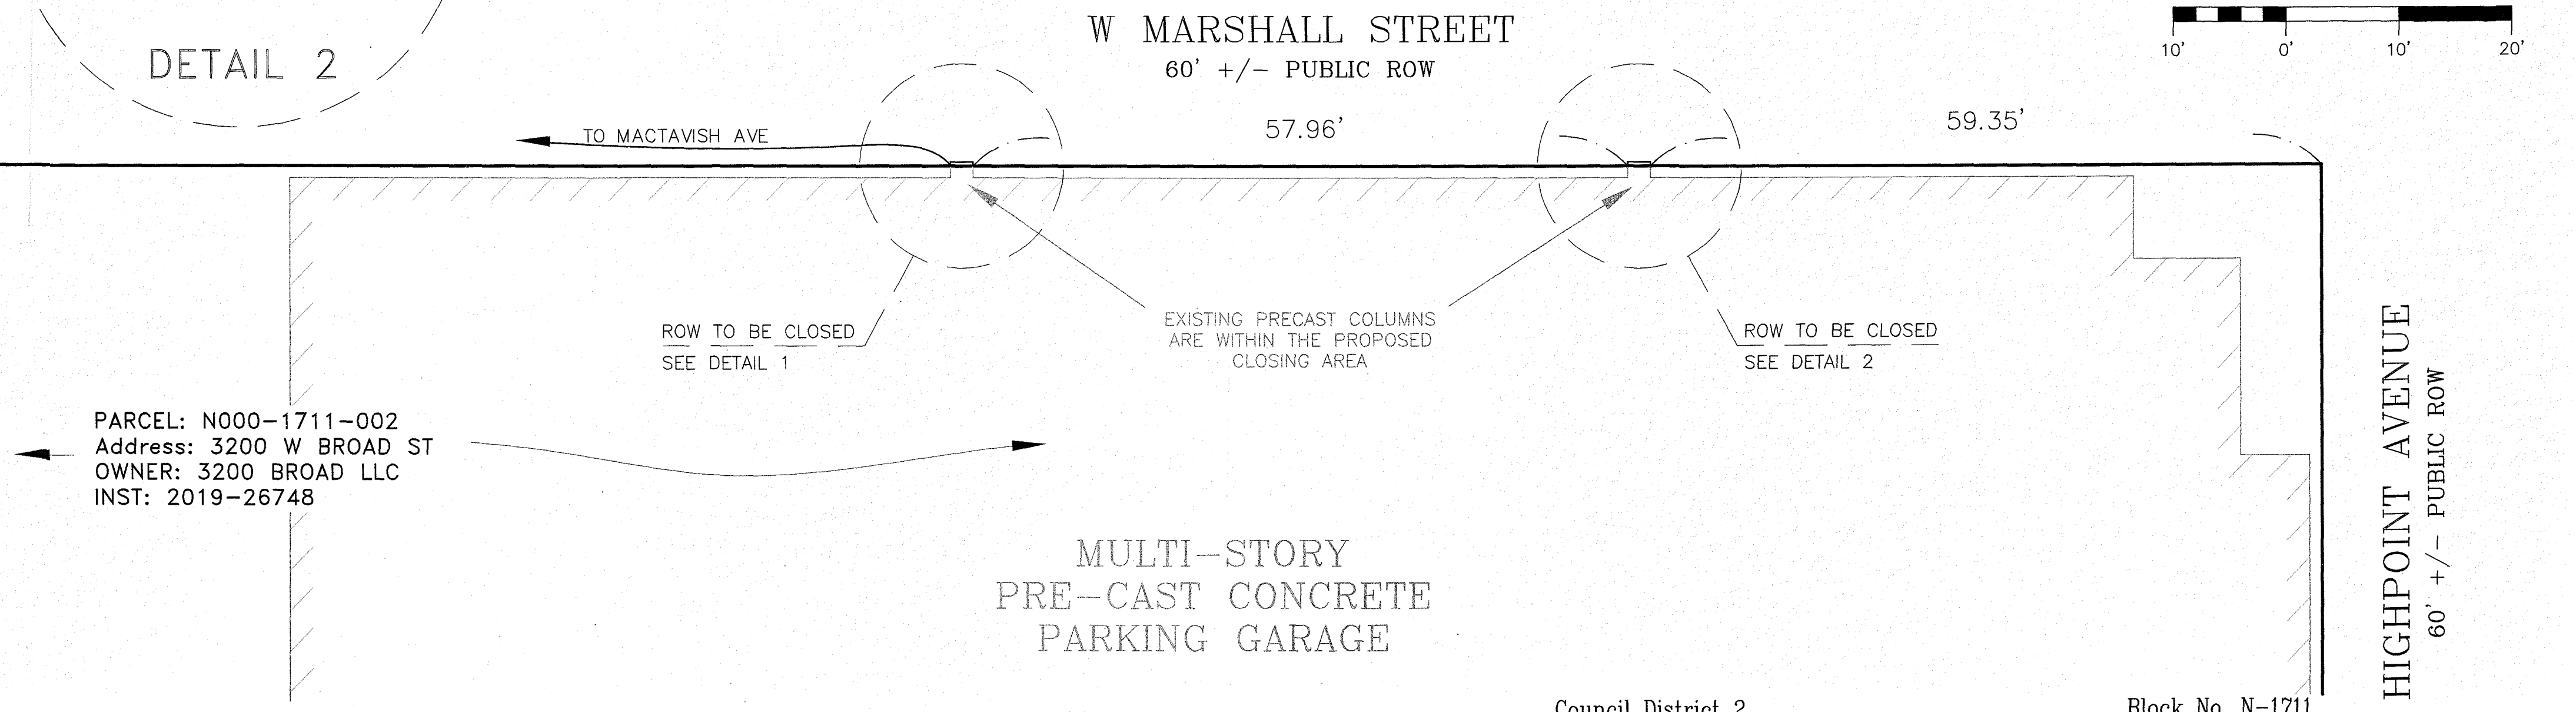 DETAIL 2
W MARSHALL STREET
60' +/- PUBLIC ROW
10' 0' 10' 20'
TO MACTAVISH AVE
57.96'
59.35'
ROW TO BE CLOSED
SEE DETAIL 1
EXISTING PRECAST COLUMNS
ARE WITHIN THE PROPOSED
CLOSING AREA
ROW TO BE CLOSED
SEE DETAIL 2
PARCEL: N000-1711-002
Address: 3200 W BROAD ST
OWNER: 3200 BROAD LLC
INST: 2019-26748
MULTI-STORY
PRE-CAST CONCRETE
PARKING GARAGE
HIGHPOINT AVENUE
60' +/- PUBLIC ROW
Council District 2
Block No. N-1711